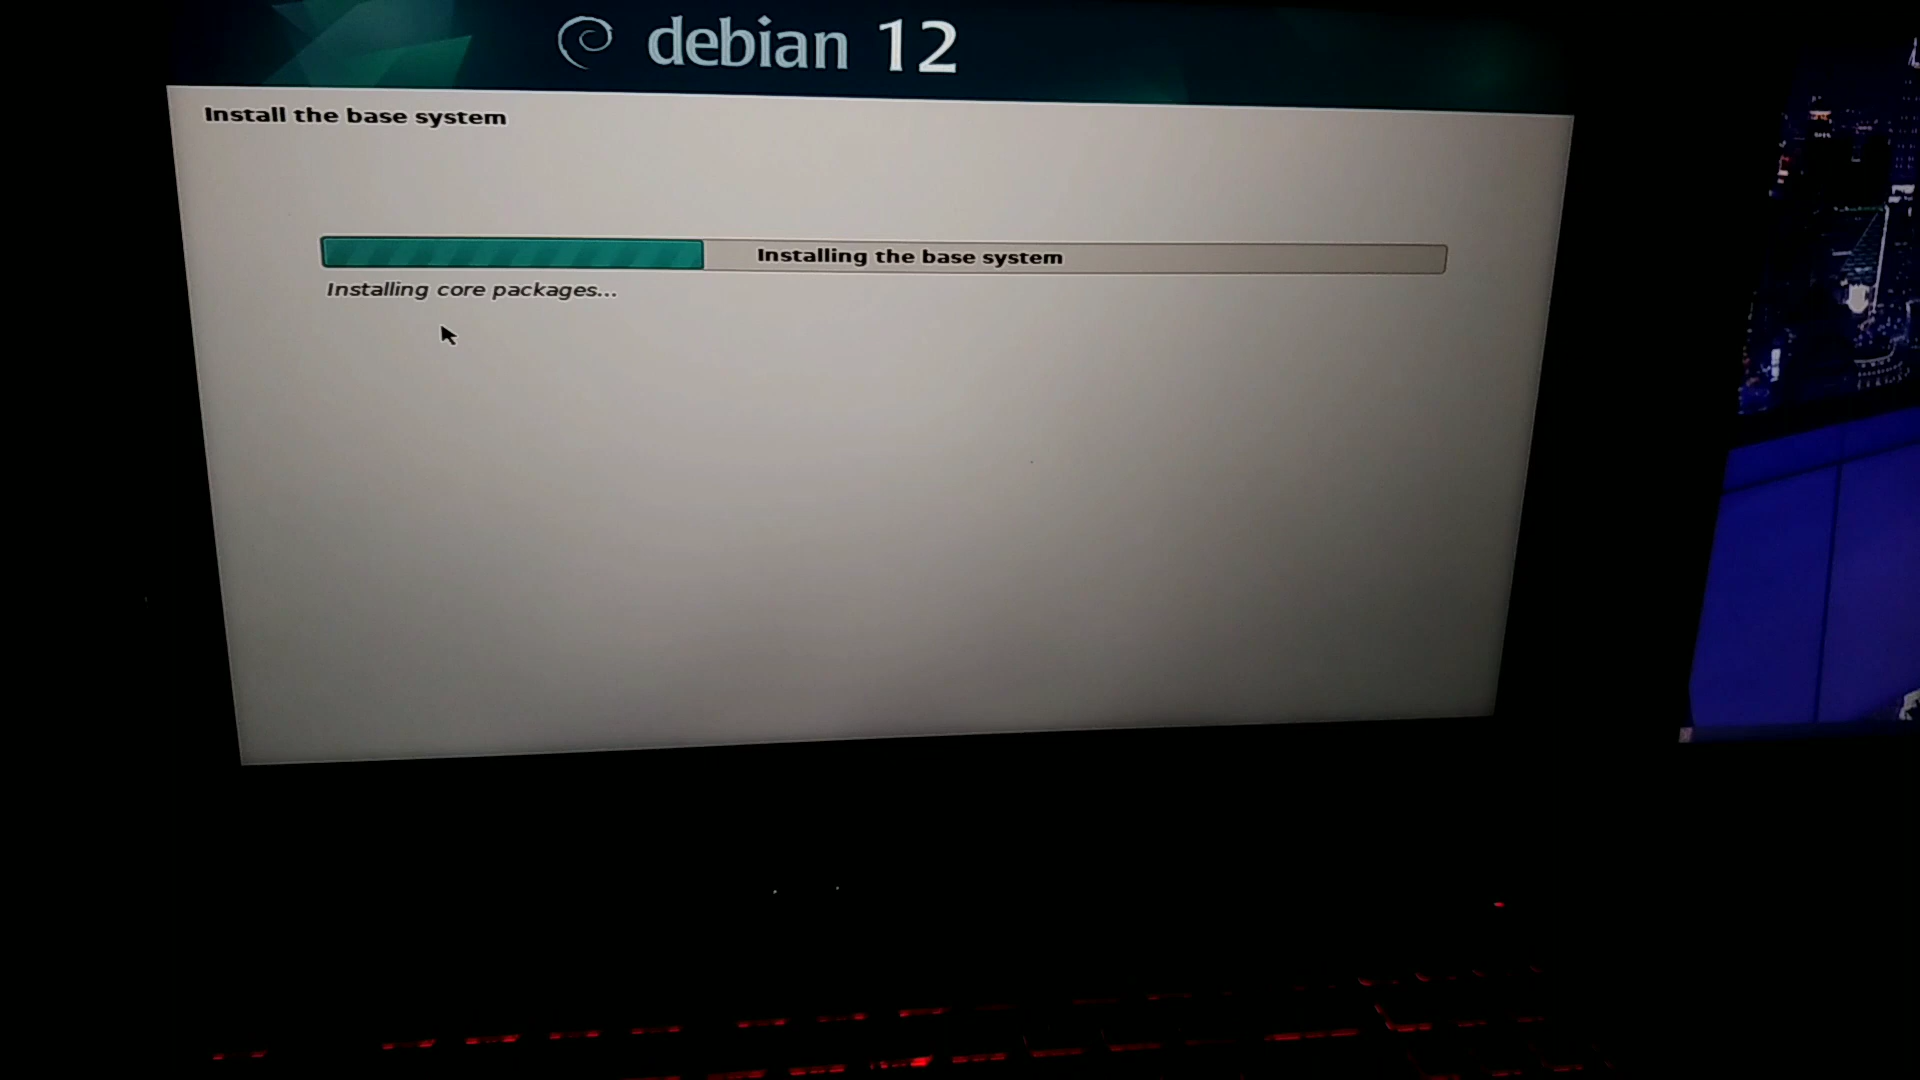 debian 12
Install the base system
Installing the base system
Installing core packages...